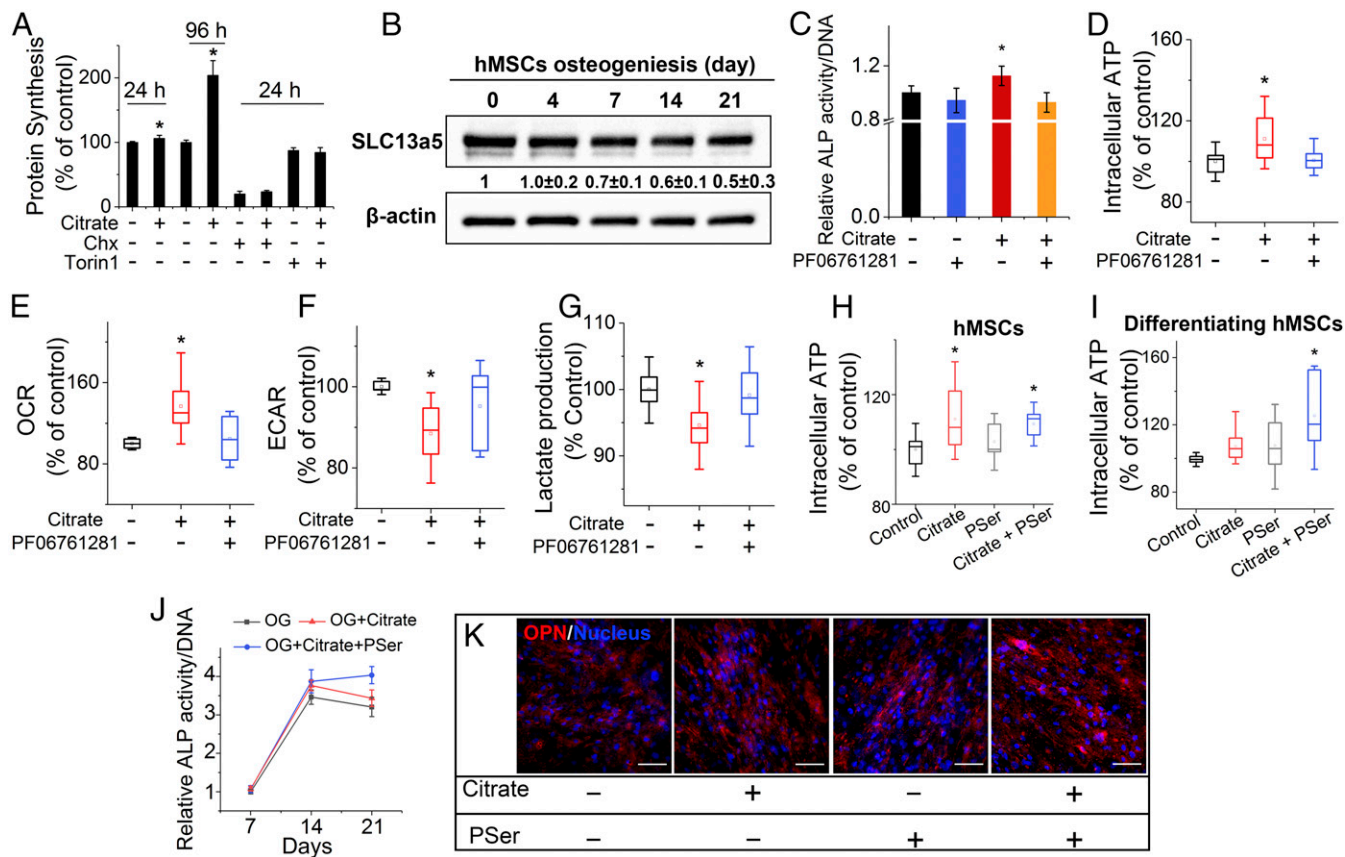 A
Protein Synthesis
(% of control)
200
100
0
24 h
96 h
24 h
*
*
Citrate - + - + - + - +
Chx - - - - + + - -
Torin1 - - - - - - + +
B
hMSCs osteogeniesis (day)
0 4 7 14 21
SLC13a5
1 1.0±0.2 0.7±0.1 0.6±0.1 0.5±0.3
β-actin
C
Relative ALP activity/DNA
1.2
0.8
0.0
*
Citrate - - + +
PF06761281 - + - +
D
Intracellular ATP
(% of control)
160
120
80
*
Citrate - + +
PF06761281 - - +
E
OCR
(% of control)
160
80
*
Citrate - + +
PF06761281 - - +
F
ECAR
(% of control)
100
80
*
Citrate - + +
PF06761281 - - +
G
Lactate production
(% Control)
110
100
90
*
Citrate - + +
PF06761281 - - +
H
hMSCs
Intracellular ATP
(% of control)
120
80
*
*
Control
Citrate
PSer
Citrate + PSer
I
Differentiating hMSCs
Intracellular ATP
(% of control)
160
120
80
*
Control
Citrate
PSer
Citrate + PSer
J
OG OG+Citrate
OG+Citrate+PSer
Relative ALP activity/DNA
4
3
2
1
7 14 21
Days
K
OPN/Nucleus
Citrate - + - +
PSer - - + +